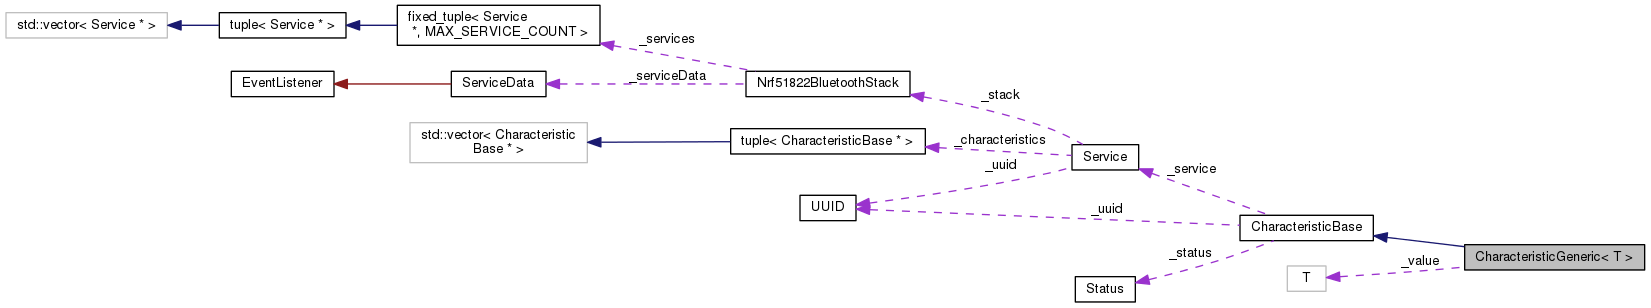 std::vector< Service * >
tuple< Service * >
fixed_tuple< Service
*, MAX_SERVICE_COUNT >
_services
EventListener
ServiceData
_serviceData
Nrf51822BluetoothStack
_stack
std::vector< Characteristic
Base * >
tuple< CharacteristicBase * >
_characteristics
Service
_uuid
_service
UUID
_uuid
CharacteristicBase
_status
Status
CharacteristicGeneric< T >
_value
T